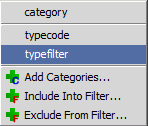 category
typecode
typefilter
Add Categories...
Include Into Filter...
Exclude From Filter...